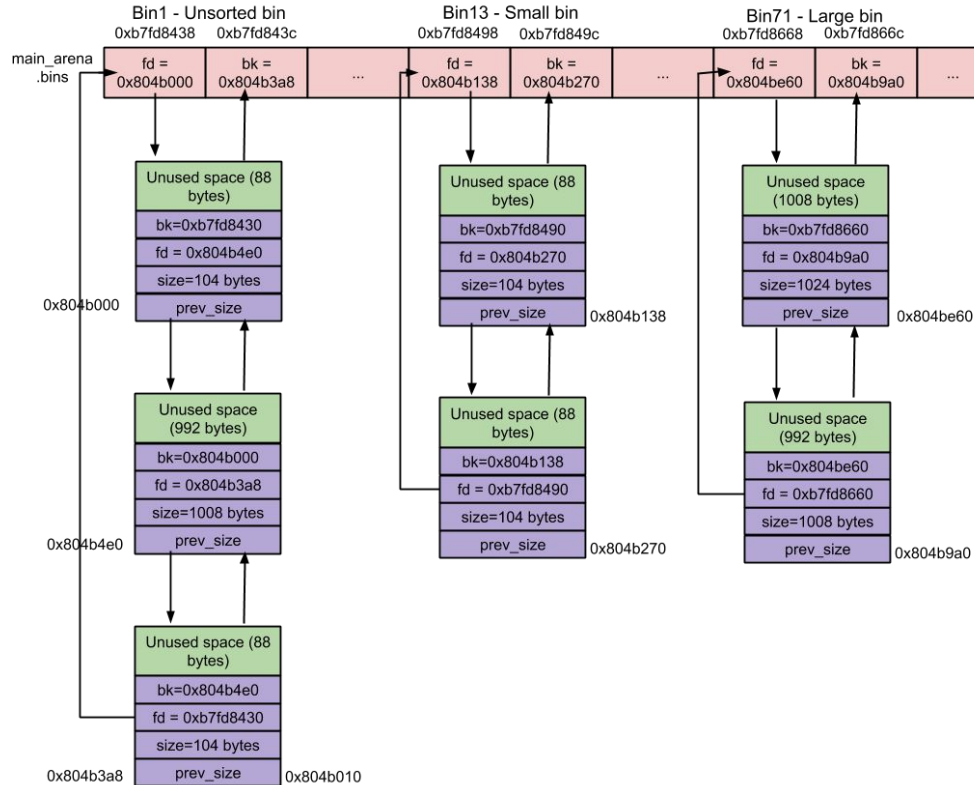 Bin1 - Unsorted bin
Bin13 - Small bin
Bin71 - Large bin
0xb7fd8438
0xb7fd843c
0xb7fd8498
0xb7fd849c
0xb7fd8668
0xb7fd866c
main_arena
.bins
fd =
0x804b000
bk =
0x804b3a8
...
fd =
0x804b138
bk =
0x804b270
...
fd =
0x804be60
bk =
0x804b9a0
...
Unused space (88
bytes)
bk=0xb7fd8430
fd = 0x804b4e0
size=104 bytes
prev_size
0x804b000
Unused space (88
bytes)
bk=0xb7fd8490
fd = 0x804b270
size=104 bytes
prev_size
0x804b138
Unused space
(1008 bytes)
bk=0xb7fd8660
fd = 0x804b9a0
size=1024 bytes
prev_size
0x804be60
Unused space
(992 bytes)
bk=0x804b000
fd = 0x804b3a8
size=1008 bytes
prev_size
0x804b4e0
Unused space (88
bytes)
bk=0x804b138
fd = 0xb7fd8490
size=104 bytes
prev_size
0x804b270
Unused space
(992 bytes)
bk=0x804be60
fd = 0xb7fd8660
size=1008 bytes
prev_size
0x804b9a0
Unused space (88
bytes)
bk=0x804b4e0
fd = 0xb7fd8430
size=104 bytes
prev_size
0x804b3a8
0x804b010